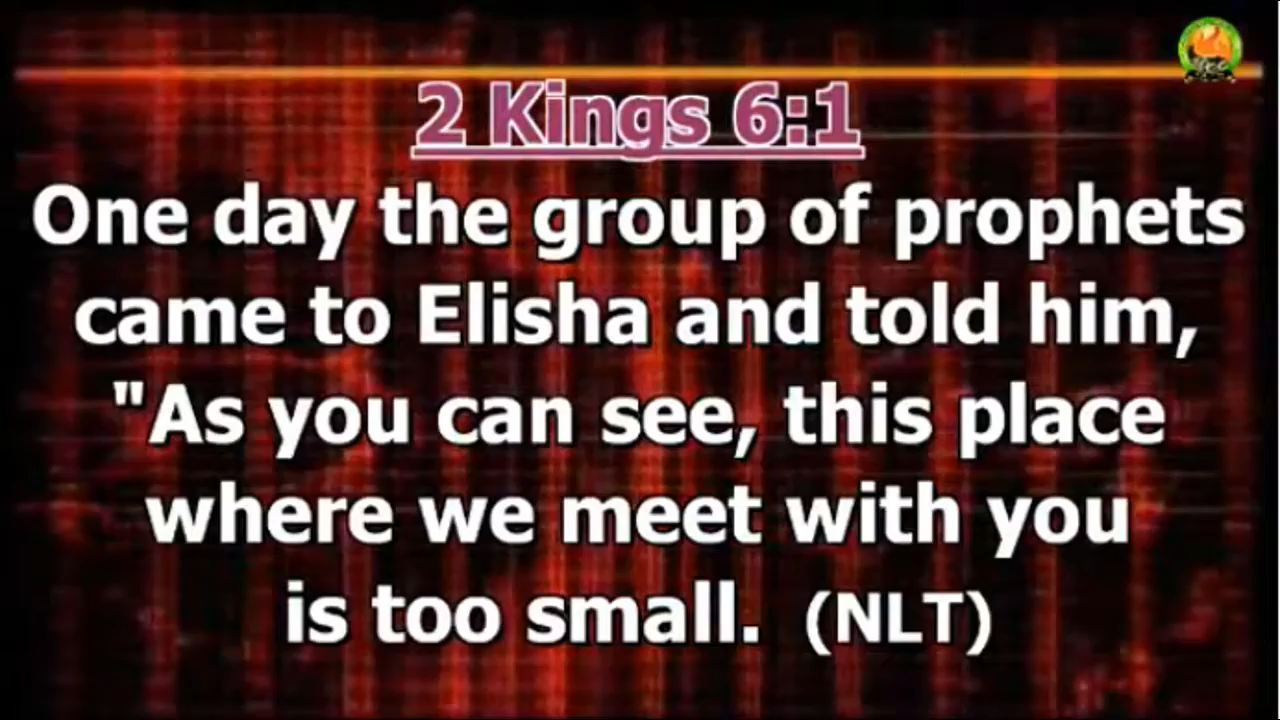 2 Kings 6:1
One day the group of prophets
came to Elisha and told him,
"As you can see, this place
where we meet with you
is too small. (NLT)